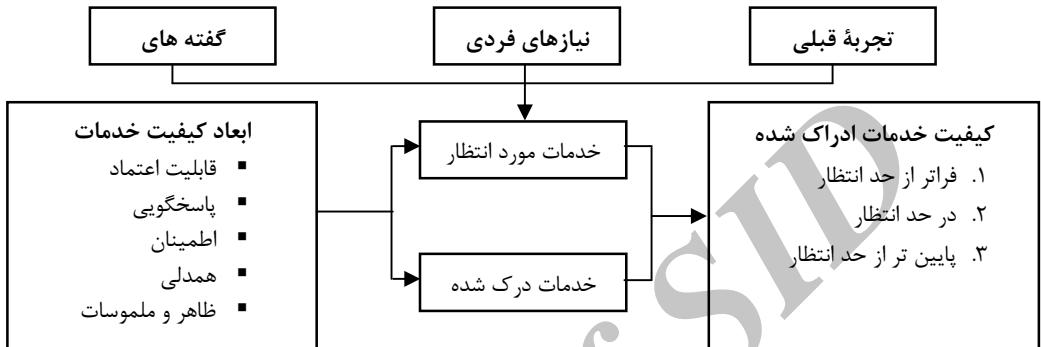 تجربۀ قبلی
نیازهای فردی
گفته های
کیفیت خدمات ادراک شده
۱. فراتر از حد انتظار
۲. در حد انتظار
۳. پایین تر از حد انتظار
خدمات مورد انتظار
خدمات درک شده
ابعاد کیفیت خدمات
▪ قابلیت اعتماد
▪ پاسخگویی
▪ اطمینان
▪ همدلی
▪ ظاهر و ملموسات
SID